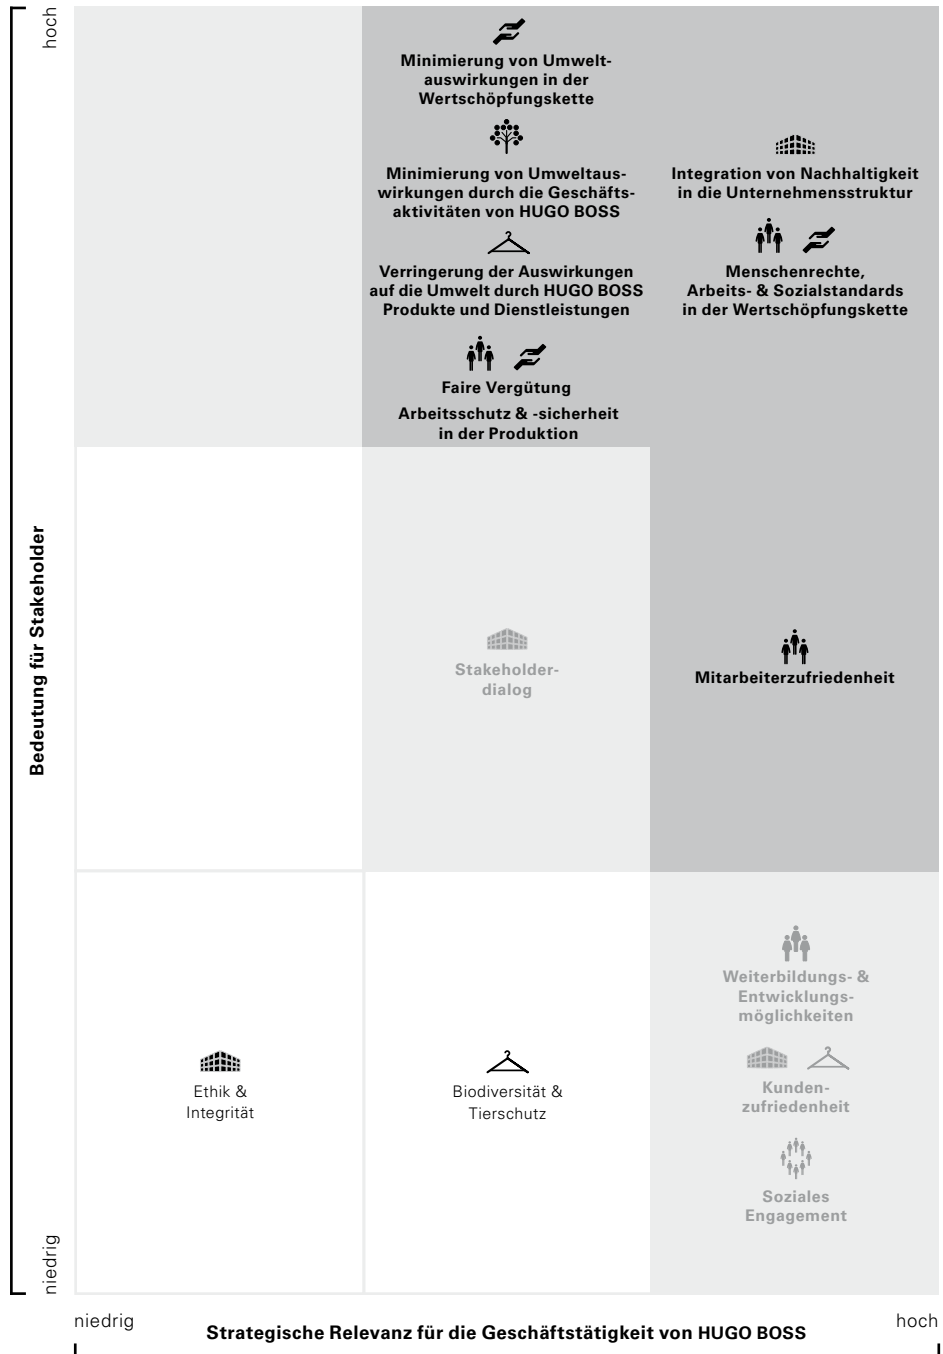 hoch
Bedeutung für Stakeholder
niedrig
Minimierung von Umwelt-
auswirkungen in der
Wertschöpfungskette
Minimierung von Umweltaus-
wirkungen durch die Geschäfts-
aktivitäten von HUGO BOSS
Verringerung der Auswirkungen
auf die Umwelt durch HUGO BOSS
Produkte und Dienstleistungen
Faire Vergütung
Arbeitsschutz & -sicherheit
in der Produktion
Integration von Nachhaltigkeit
in die Unternehmensstruktur
Menschenrechte,
Arbeits- & Sozialstandards
in der Wertschöpfungskette
Stakeholder-
dialog
Mitarbeiterzufriedenheit
Ethik &
Integrität
Biodiversität &
Tierschutz
Weiterbildungs- &
Entwicklungs-
möglichkeiten
Kunden-
zufriedenheit
Soziales
Engagement
niedrig
Strategische Relevanz für die Geschäftstätigkeit von HUGO BOSS
hoch